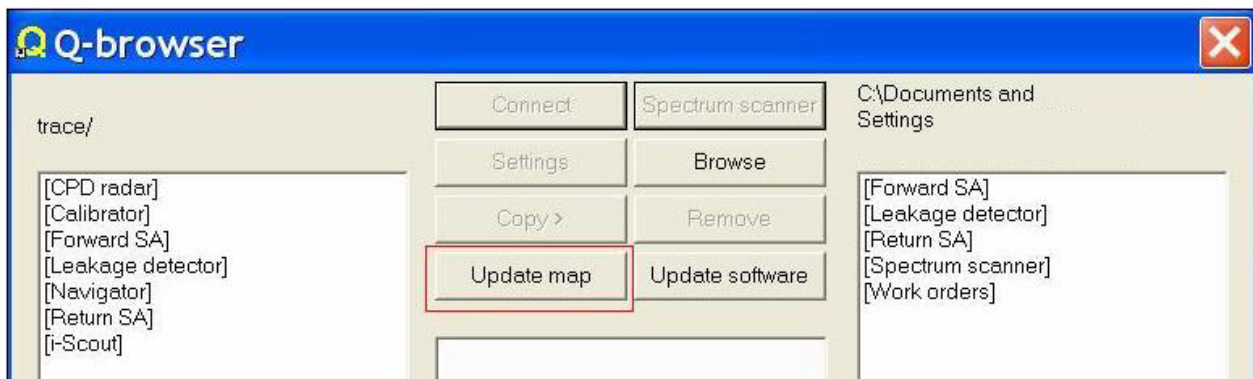 Q-browser
trace/
[CPD radar]
[Calibrator]
[Forward SA]
[Leakage detector]
[Navigator]
[Return SA]
[i-Scout]
Connect
Spectrum scanner
Settings
Browse
Copy >
Remove
Update map
Update software
C:\Documents and
Settings
[Forward SA]
[Leakage detector]
[Return SA]
[Spectrum scanner]
[Work orders]